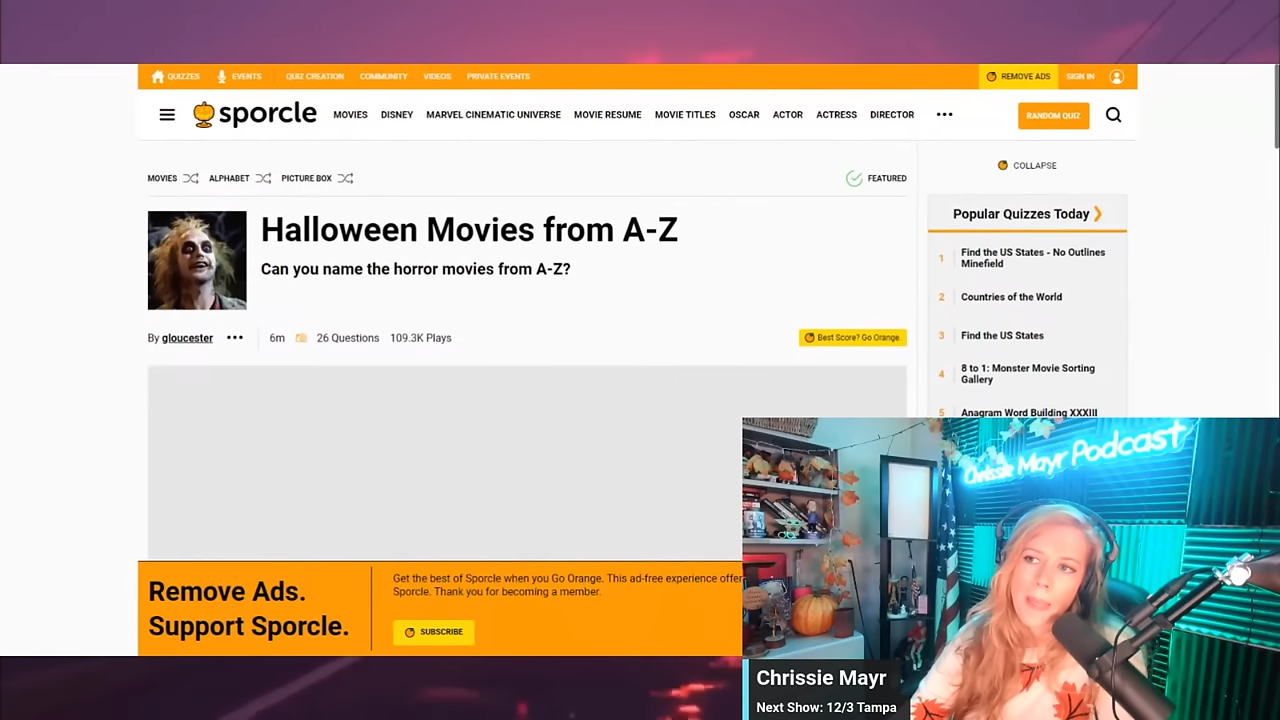 QUIZZES EVENTS QUIZ CREATION COMMUNITY VIDEOS PRIVATE EVENTS REMOVE ADS SIGN IN
sporcle MOVIES DISNEY MARVEL CINEMATIC UNIVERSE MOVIE RESUME MOVIE TITLES OSCAR ACTOR ACTRESS DIRECTOR ••• RANDOM QUIZ
COLLAPSE
MOVIES ALPHABET PICTURE BOX FEATURED
Halloween Movies from A-Z
Can you name the horror movies from A-Z?
By gloucester ••• 6m 26 Questions 109.3K Plays Best Score? Go Orange.
Popular Quizzes Today
1 Find the US States - No Outlines
Minefield
2 Countries of the World
3 Find the US States
4 8 to 1: Monster Movie Sorting
Gallery
5 Anagram Word Building XXXIII
Remove Ads.
Support Sporcle.
Get the best of Sporcle when you Go Orange. This ad-free experience offer
Sporcle. Thank you for becoming a member.
SUBSCRIBE
Chrissie Mayr Podcast
Chrissie Mayr
Next Show: 12/3 Tampa